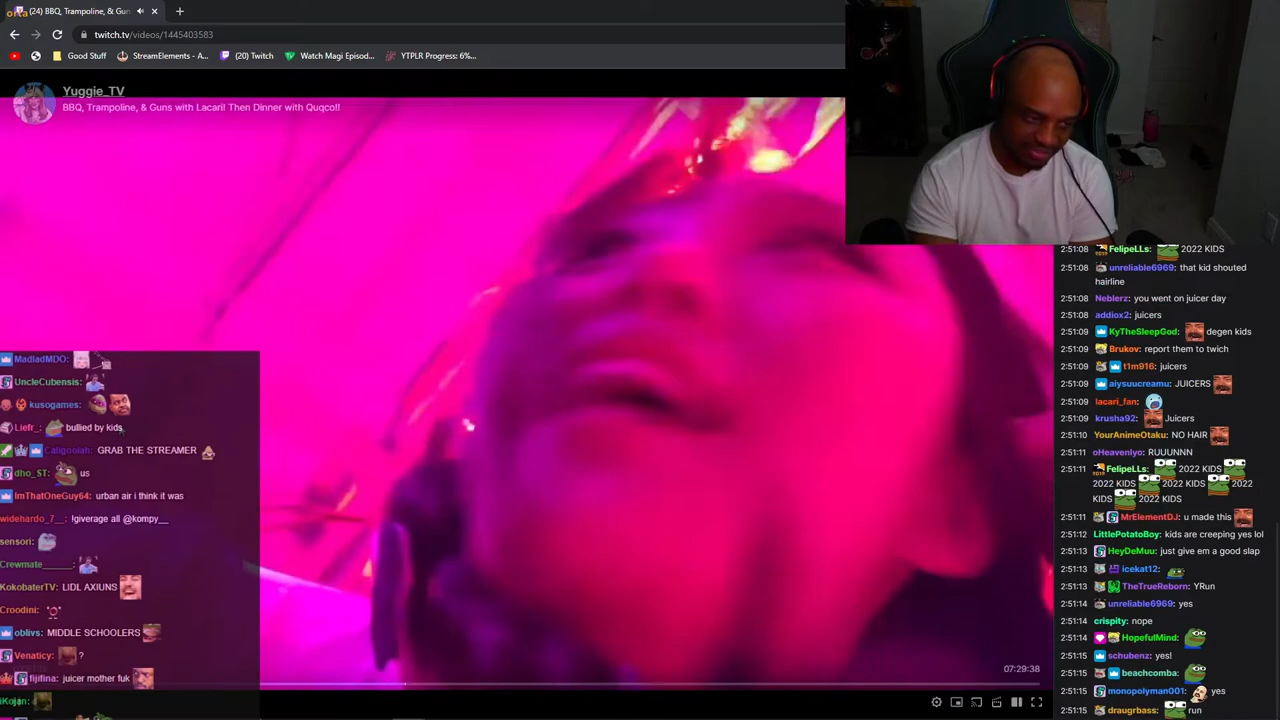 (24) BBQ, Trampoline, & Gun
twitch.tv/videos/1445403583
Good Stuff
StreamElements - A...
(20) Twitch
Watch Magi Episod...
YTPLR Progress: 6%...
Yuggie_TV
BBQ, Trampoline, & Guns with Lacari! Then Dinner with Quqco!!
MadladMDO:
UncleCubensis:
kusogames:
Liefr_: bullied by kids
Caligoolah: GRAB THE STREAMER
dho_ST: us
ImThatOneGuy64: urban air i think it was
widehardo_7__: !giverage all @kompy__
sensori:
Crewmate______:
KokobaterTV: LIDL AXIUNS
Croodini:
oblivs: MIDDLE SCHOOLERS
Venaticy: ?
fijifina: juicer mother fuk
iKojan:
07:29:38
2:51:08 FelipeLLs: 2022 KIDS
2:51:08 unreliable6969: that kid shouted
hairline
Neblerz: you went on juicer day
2:51:08 addiox2: juicers
2:51:09 KyTheSleepGod: degen kids
2:51:09 Brukov: report them to twich
2:51:09 t1m916: juicers
2:51:09 aiysuucreamu: JUICERS
2:51:09 lacari_fan:
2:51:09 krusha92: Juicers
2:51:10 YourAnimeOtaku: NO HAIR
2:51:11 oHeavenlyo: RUUUNNN
2:51:11 FelipeLLs: 2022 KIDS
2022 KIDS 2022 KIDS 2022
KIDS 2022 KIDS
2:51:11 MrElementDJ: u made this
2:51:12 LittlePotatoBoy: kids are creeping yes lol
2:51:13 HeyDeMuu: just give em a good slap
2:51:13 icekat12:
2:51:13 TheTrueReborn: YRun
2:51:14 unreliable6969: yes
2:51:14 crispity: nope
2:51:14 HopefulMind:
2:51:15 schubenz: yes!
2:51:15 beachcomba:
2:51:15 monopolyman001: yes
2:51:15 draugrbass: run